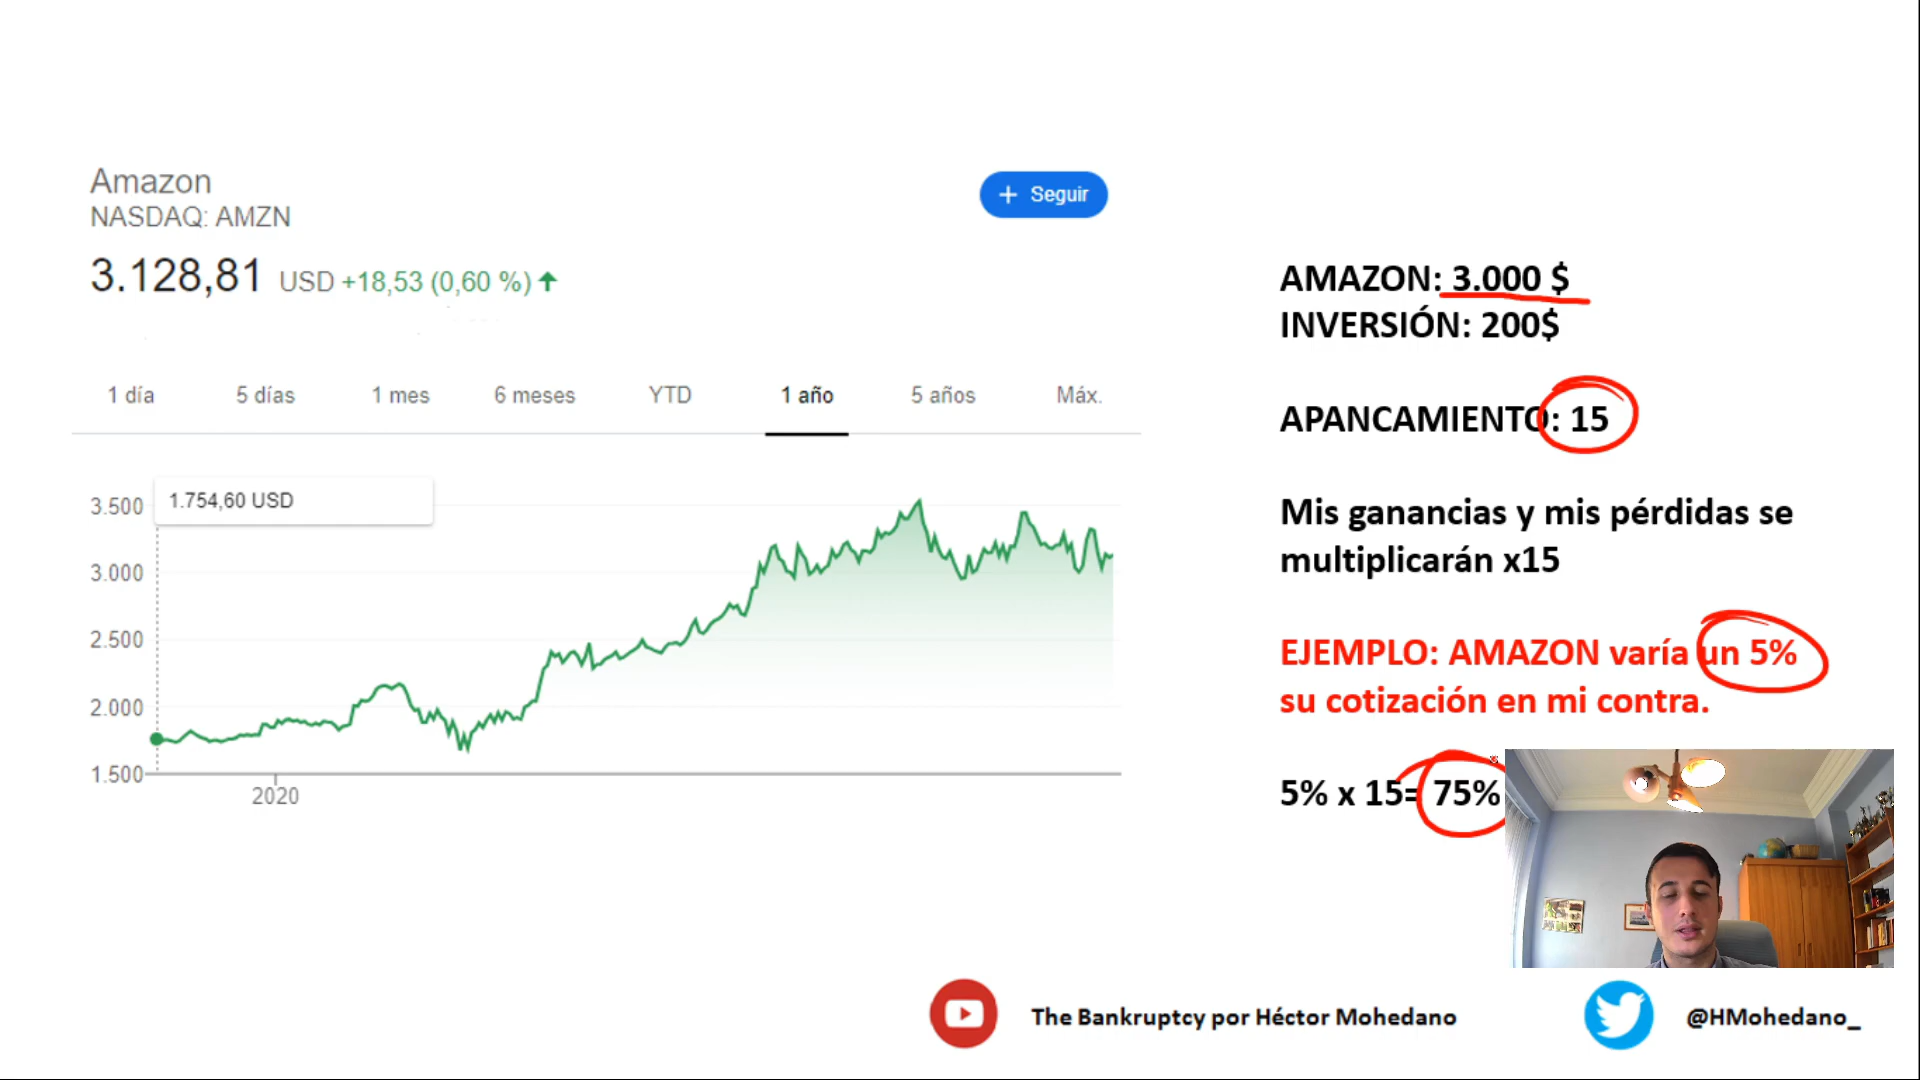 Amazon
NASDAQ: AMZN
+ Seguir
3.128,81 USD +18,53 (0,60 %)
1 día 5 días 1 mes 6 meses YTD 1 año 5 años Máx.
1.754,60 USD
3.500
3.000
2.500
2.000
1.500
2020
AMAZON: 3.000 $
INVERSIÓN: 200$
APANCAMIENTO: 15
Mis ganancias y mis pérdidas se
multiplicarán x15
EJEMPLO: AMAZON varía un 5%
su cotización en mi contra.
5% x 15= 75%
The Bankruptcy por Héctor Mohedano
@HMohedano_